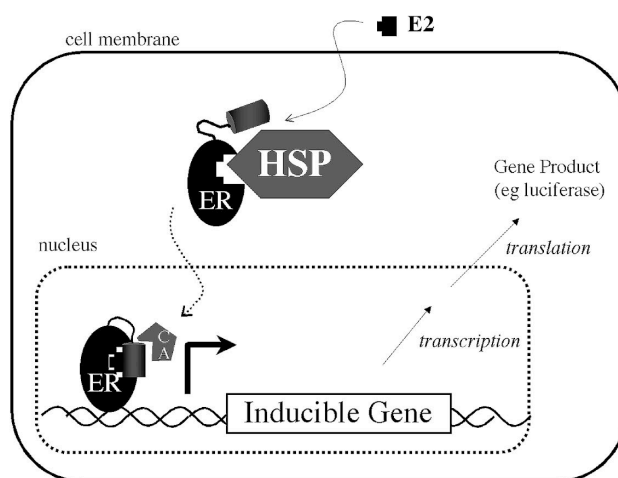 E2
cell membrane
HSP
ER
Gene Product
(eg luciferase)
nucleus
translation
C
A
ER
transcription
Inducible Gene